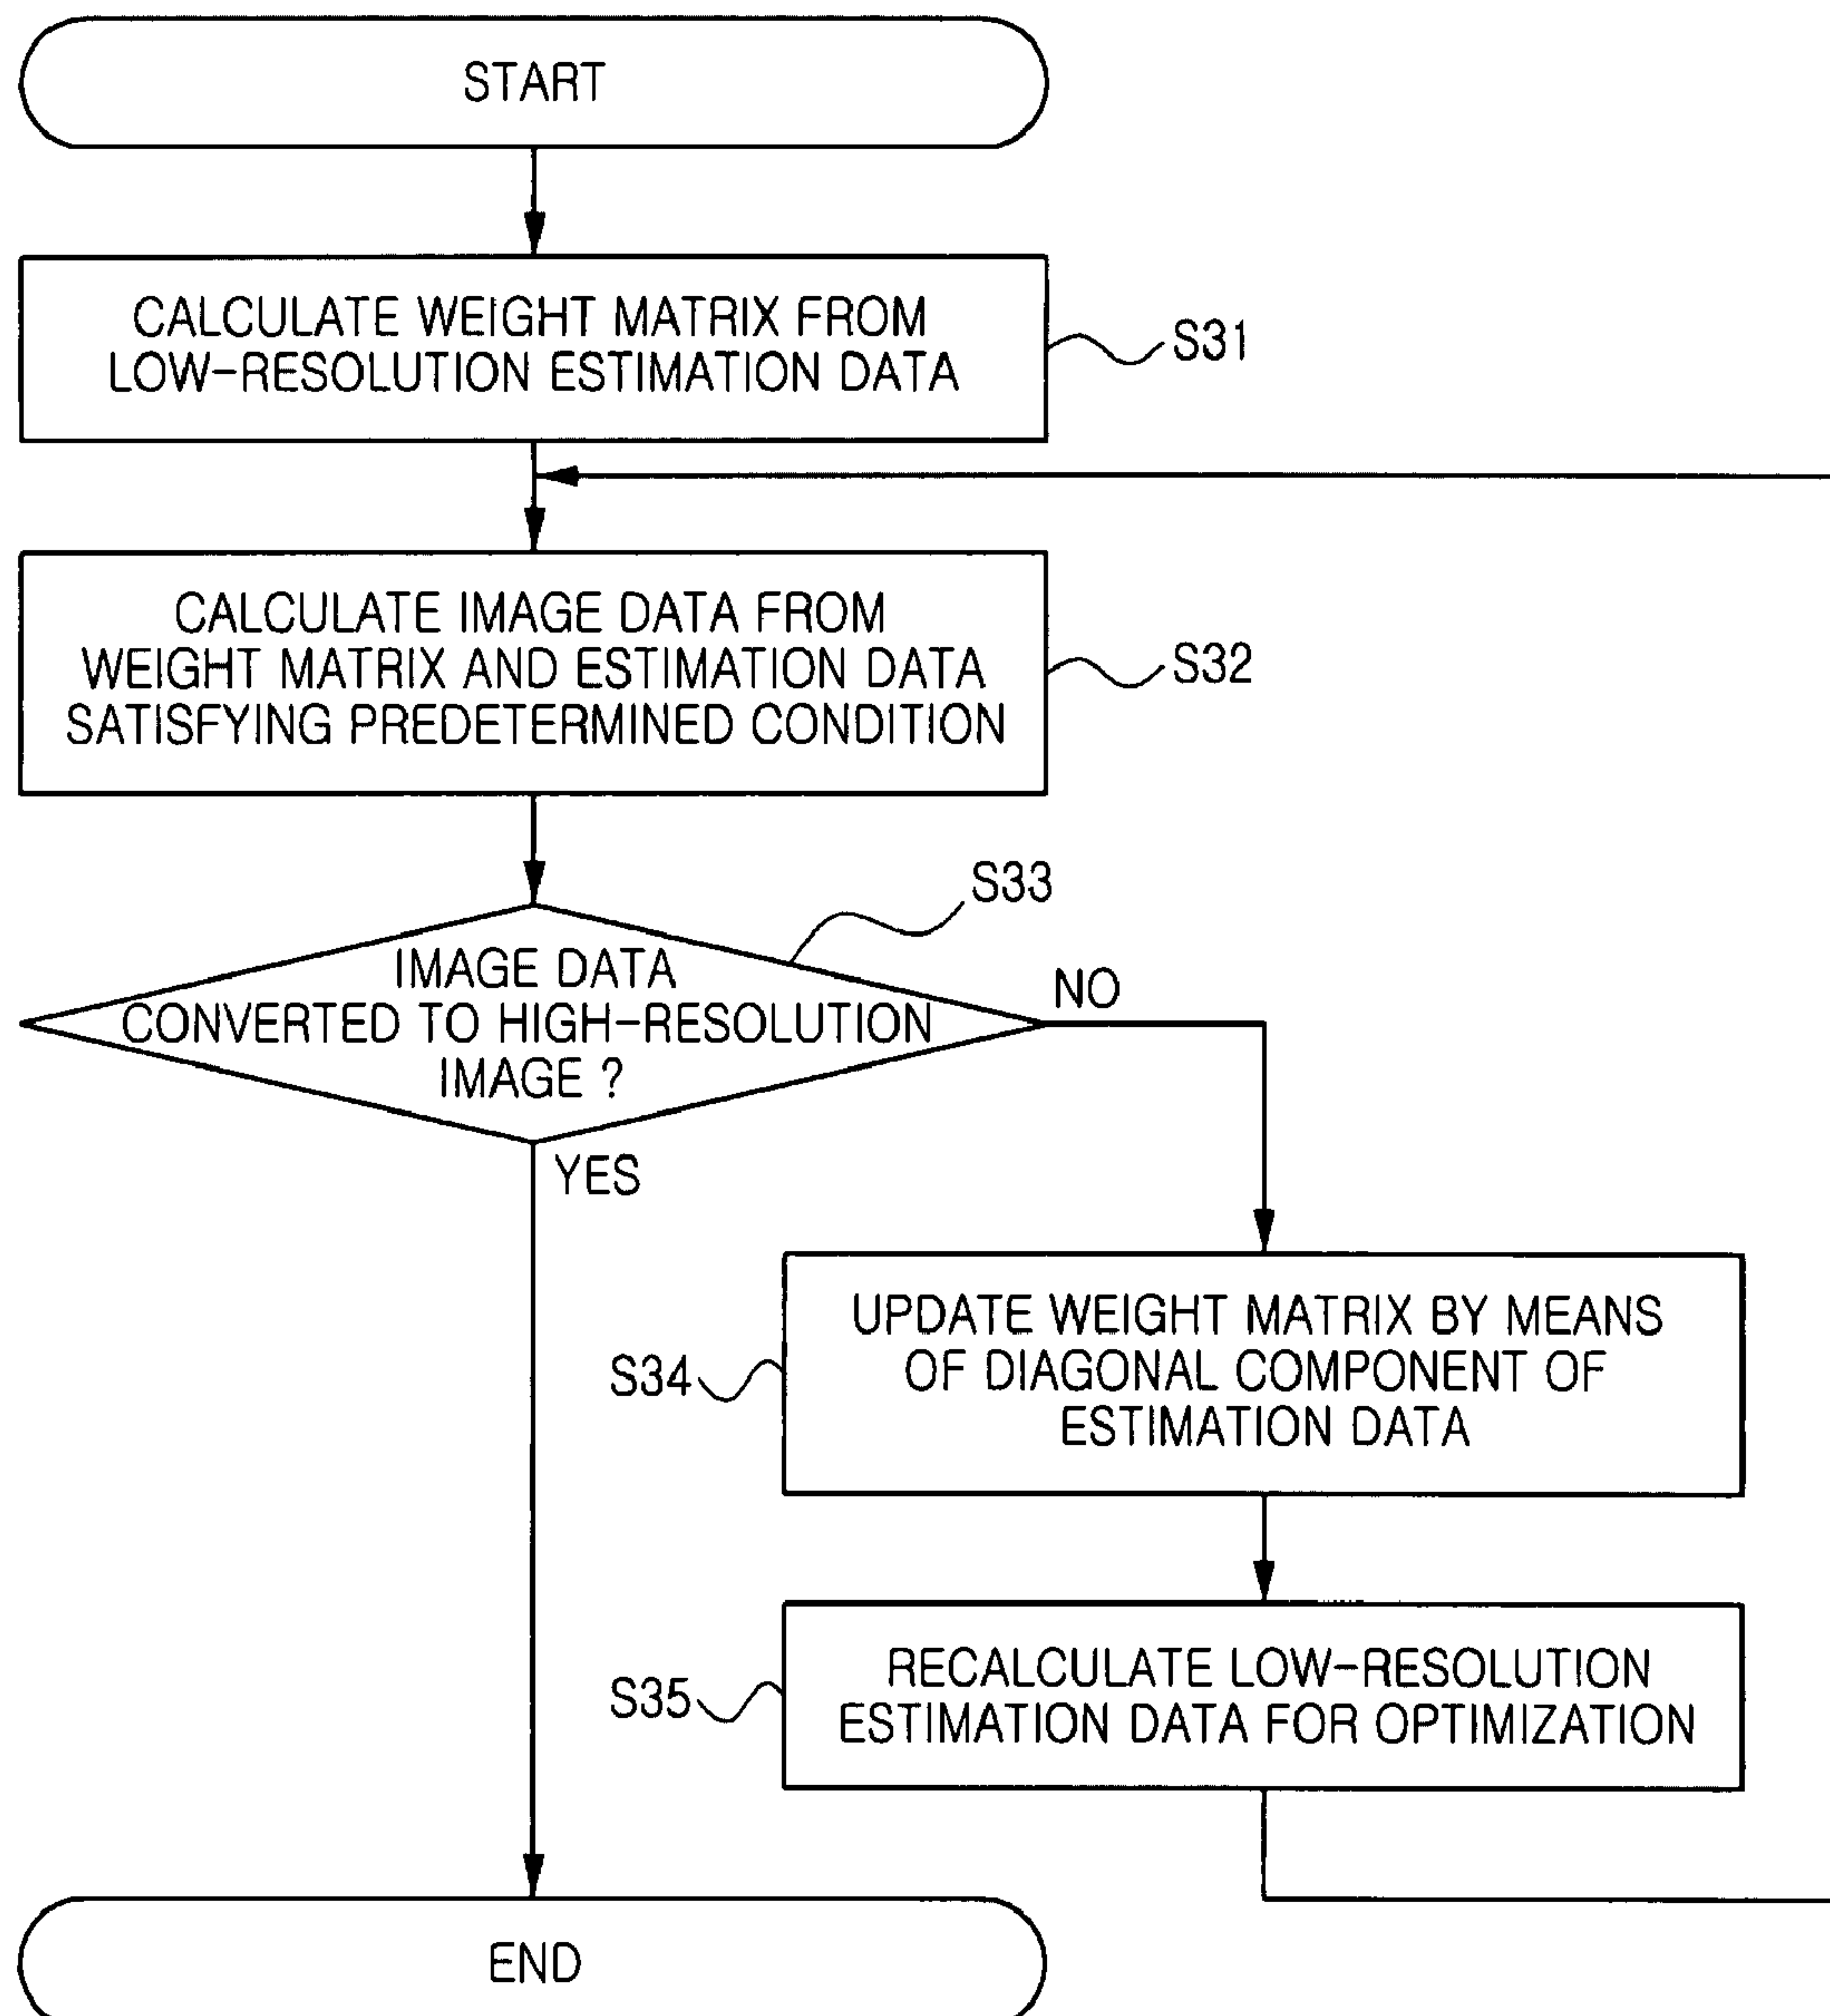 START
CALCULATE WEIGHT MATRIX FROM
LOW-RESOLUTION ESTIMATION DATA
S31
CALCULATE IMAGE DATA FROM
WEIGHT MATRIX AND ESTIMATION DATA
SATISFYING PREDETERMINED CONDITION
S32
S33
IMAGE DATA
CONVERTED TO HIGH-RESOLUTION
IMAGE ?
NO
YES
UPDATE WEIGHT MATRIX BY MEANS
OF DIAGONAL COMPONENT OF
ESTIMATION DATA
S34
RECALCULATE LOW-RESOLUTION
ESTIMATION DATA FOR OPTIMIZATION
S35
END